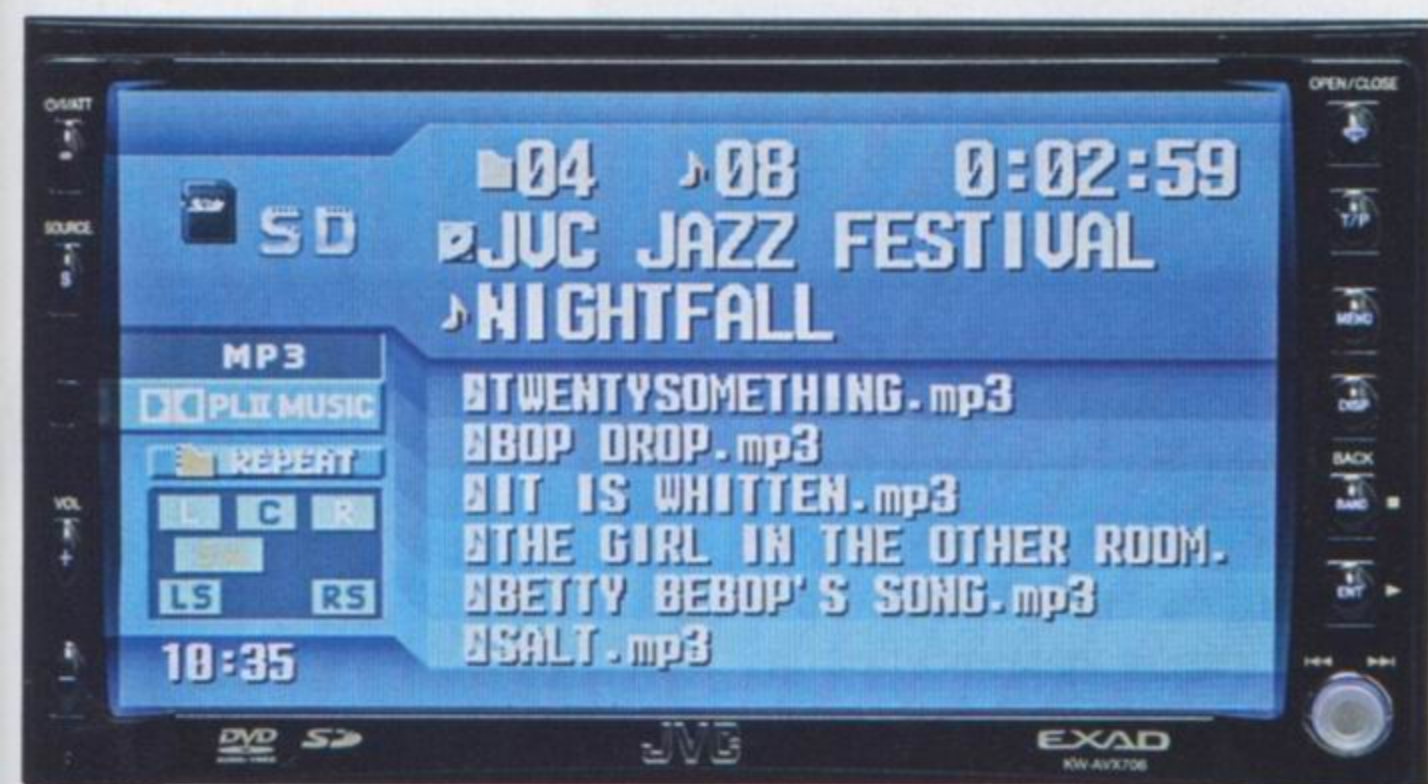 OPEN/CLOSE
T/P
MENU
DISP
BACK
BAND
ENT
SOURCE
S
VOL
+
-
SD
04 08 0:02:59
JVC JAZZ FESTIVAL
NIGHTFALL
MP3
PLII MUSIC
REPEAT
L C R
SW
LS RS
10:35
TWENTYSOMETHING.mp3
BOP DROP.mp3
IT IS WHITTEN.mp3
THE GIRL IN THE OTHER ROOM.
BETTY BEBOP'S SONG.mp3
SALT.mp3
DVD SD JVC EXAD
KW-AVX706